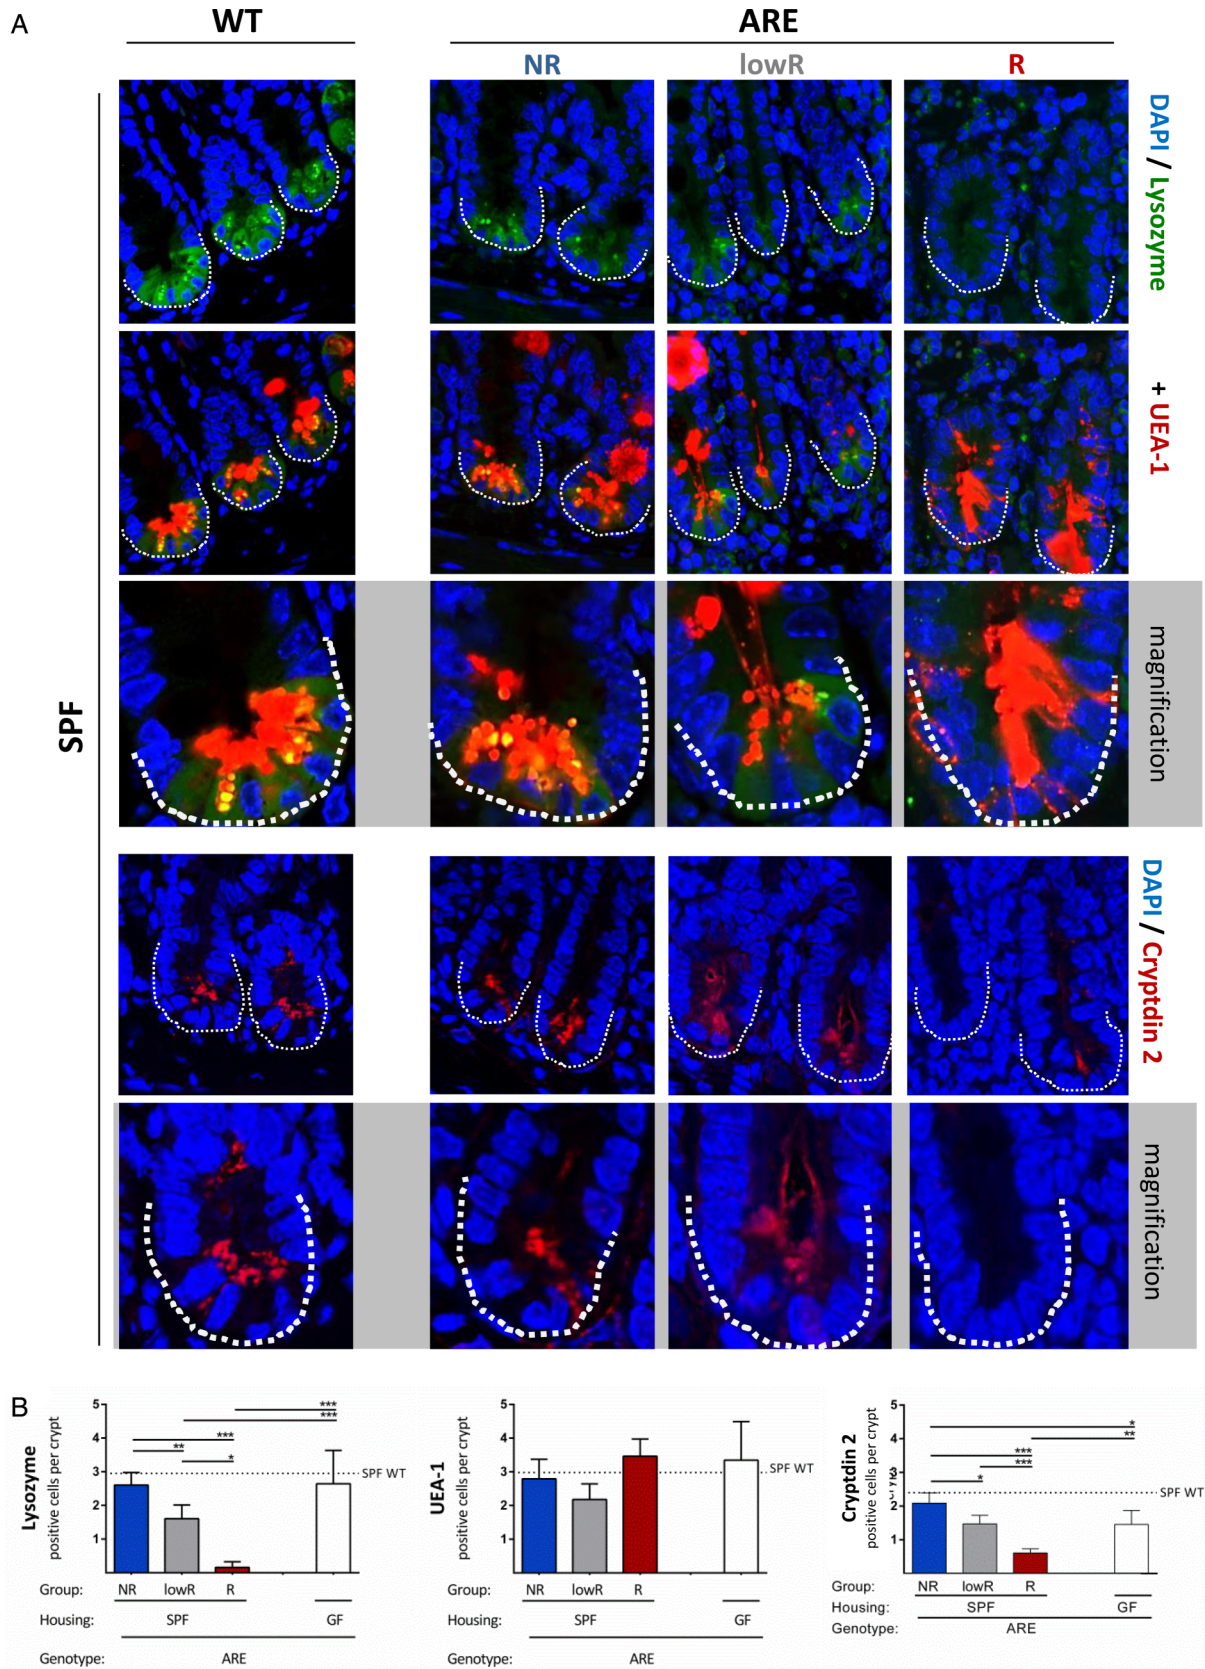 A
WT
ARE
NR
lowR
R
DAPI / Lysozyme
+ UEA-1
magnification
SPF
DAPI / Cryptdin 2
magnification
B
Lysozyme
positive cells per crypt
5
4
3
2
1
***
***
***
**
*
SPF WT
Group: NR lowR R
Housing: SPF GF
Genotype: ARE
UEA-1
positive cells per crypt
5
4
3
2
1
SPF WT
Group: NR lowR R
Housing: SPF GF
Genotype: ARE
Cryptdin 2
positive cells per crypt
5
4
3
2
1
*
**
***
***
*
SPF WT
Group: NR lowR R
Housing: SPF GF
Genotype: ARE